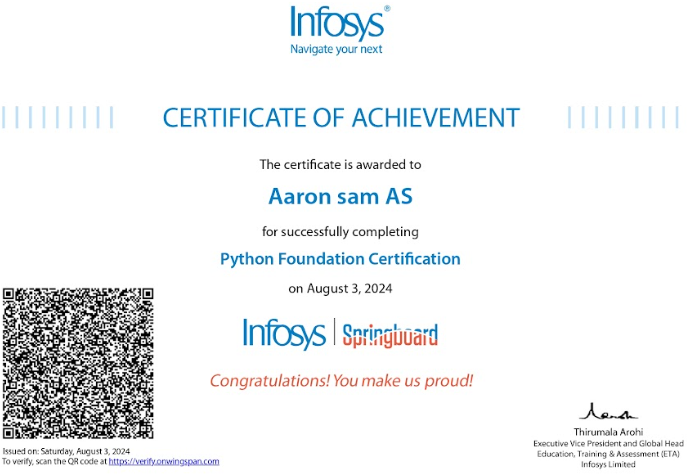 Infosys®
Navigate your next
CERTIFICATE OF ACHIEVEMENT
The certificate is awarded to
Aaron sam AS
for successfully completing
Python Foundation Certification
on August 3, 2024
Infosys | Springboard
Congratulations! You make us proud!
Issued on: Saturday, August 3, 2024
To verify, scan the QR code at https://verify.onwingspan.com
Thirumala Arohi
Executive Vice President and Global Head
Education, Training & Assessment (ETA)
Infosys Limited